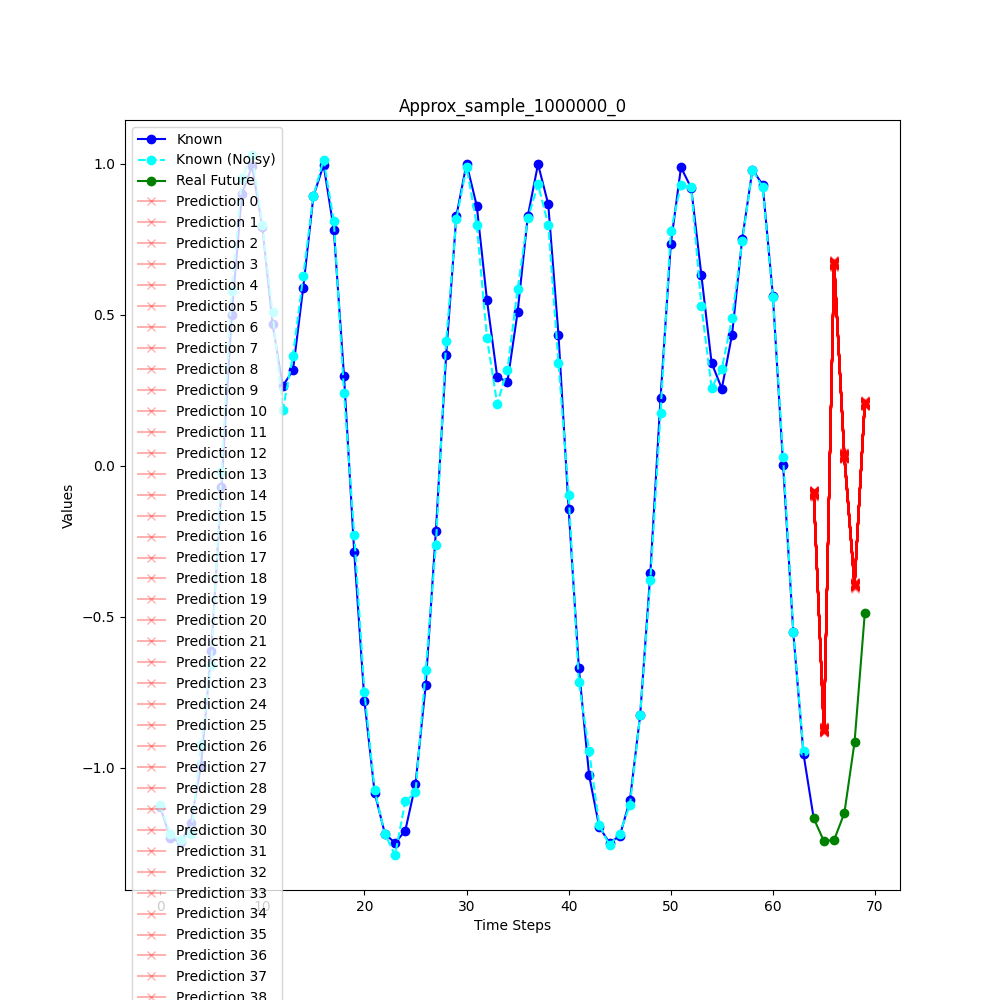 Approx_sample_1000000_0
Known
Known (Noisy)
Real Future
Prediction 0
Prediction 1
Prediction 2
Prediction 3
Prediction 4
Prediction 5
Prediction 6
Prediction 7
Prediction 8
Prediction 9
Prediction 10
Prediction 11
Prediction 12
Prediction 13
Prediction 14
Prediction 15
Prediction 16
Prediction 17
Prediction 18
Prediction 19
Prediction 20
Prediction 21
Prediction 22
Prediction 23
Prediction 24
Prediction 25
Prediction 26
Prediction 27
Prediction 28
Prediction 29
Prediction 30
Prediction 31
Prediction 32
Prediction 33
Prediction 34
Prediction 35
Prediction 36
Prediction 37
Prediction 38
1.0
0.5
0.0
−0.5
−1.0
Values
0 10 20 30 40 50 60 70
Time Steps